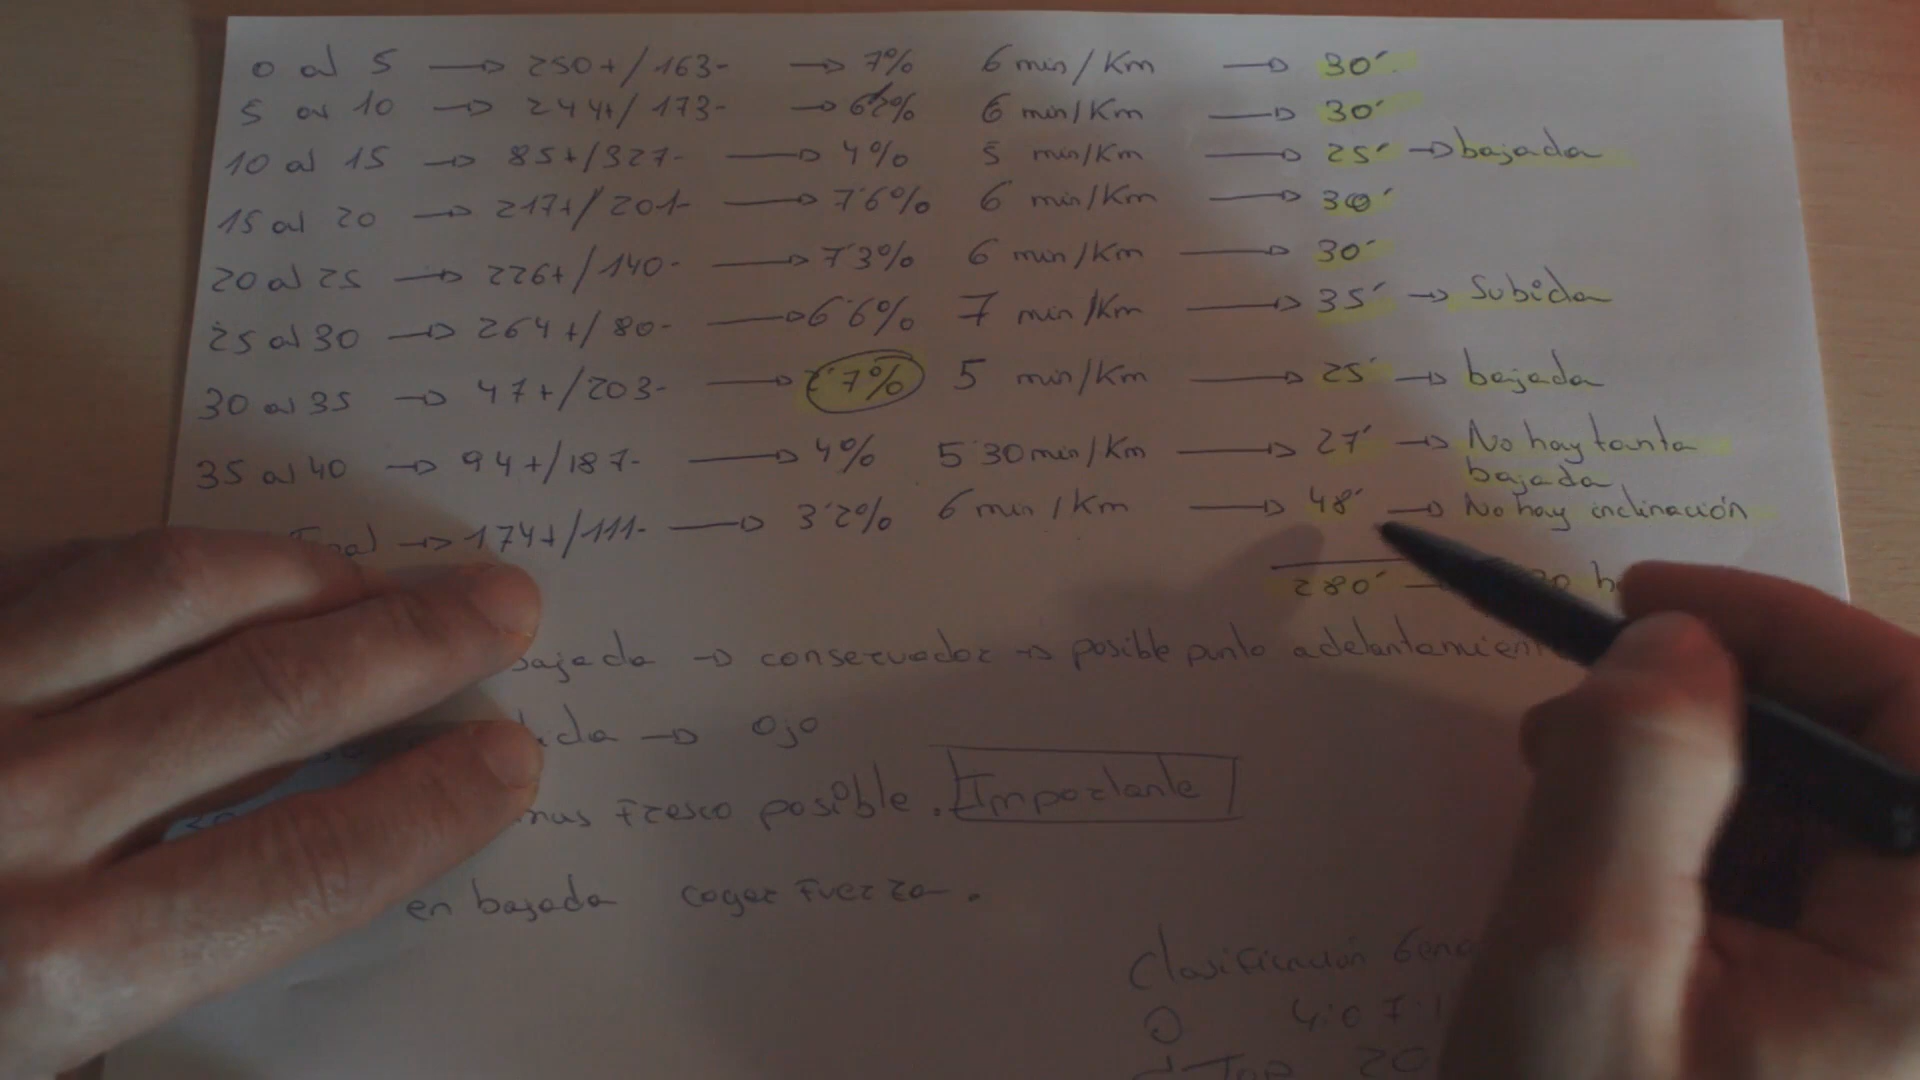 0 al 5 → 250+/163- → 7% 6 min/Km → 30'
5 al 10 → 244+/173- → 6'2% 6 min/Km → 30'
10 al 15 → 85+/327- → 4% 5 min/Km → 25' → bajada
15 al 20 → 217+/201- → 7'6% 6 min/Km → 30'
20 al 25 → 226+/140- → 7'3% 6 min/Km → 30'
25 al 30 → 264+/80- → 6'6% 7 min/Km → 35' → Subida
30 al 35 → 47+/203- → 2'7% 5 min/Km → 25' → bajada
35 al 40 → 94+/187- → 4% 5'30 min/Km → 27' → No hay tanta
bajada
Final → 174+/111- → 3'2% 6 min/Km → 48' → No hay inclinación
280' →
bajada → conservador → posible punto
→ Ojo
mas fresco posible. Importante
en bajada coger fuerza.
Clasificación
4:07:1
Top 20